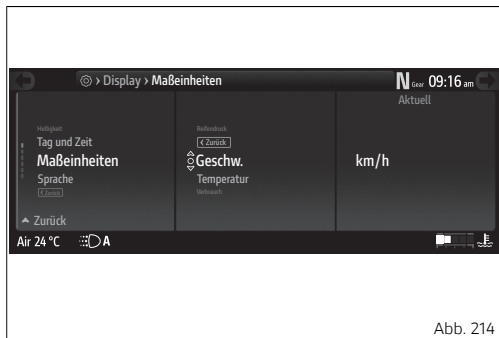 > Display > Maßeinheiten
N Gear 09:16 am
Aktuell
Helligkeit
Tag und Zeit
Maßeinheiten
Sprache
< Zurück
Zurück
Reifendruck
< Zurück
Geschw.
Temperatur
Verbrauch
km/h
Air 24 °C
A
Abb. 214